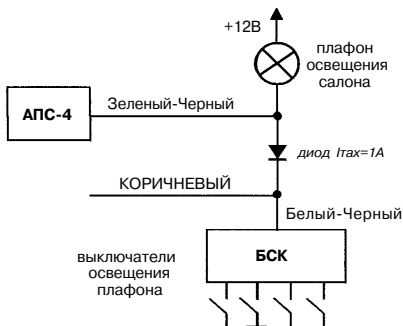 +12В
плафон
освещения
салона
АПС-4
Зеленый-Черный
диод Imax=1A
КОРИЧНЕВЫЙ
Белый-Черный
БСК
выключатели
освещения
плафона